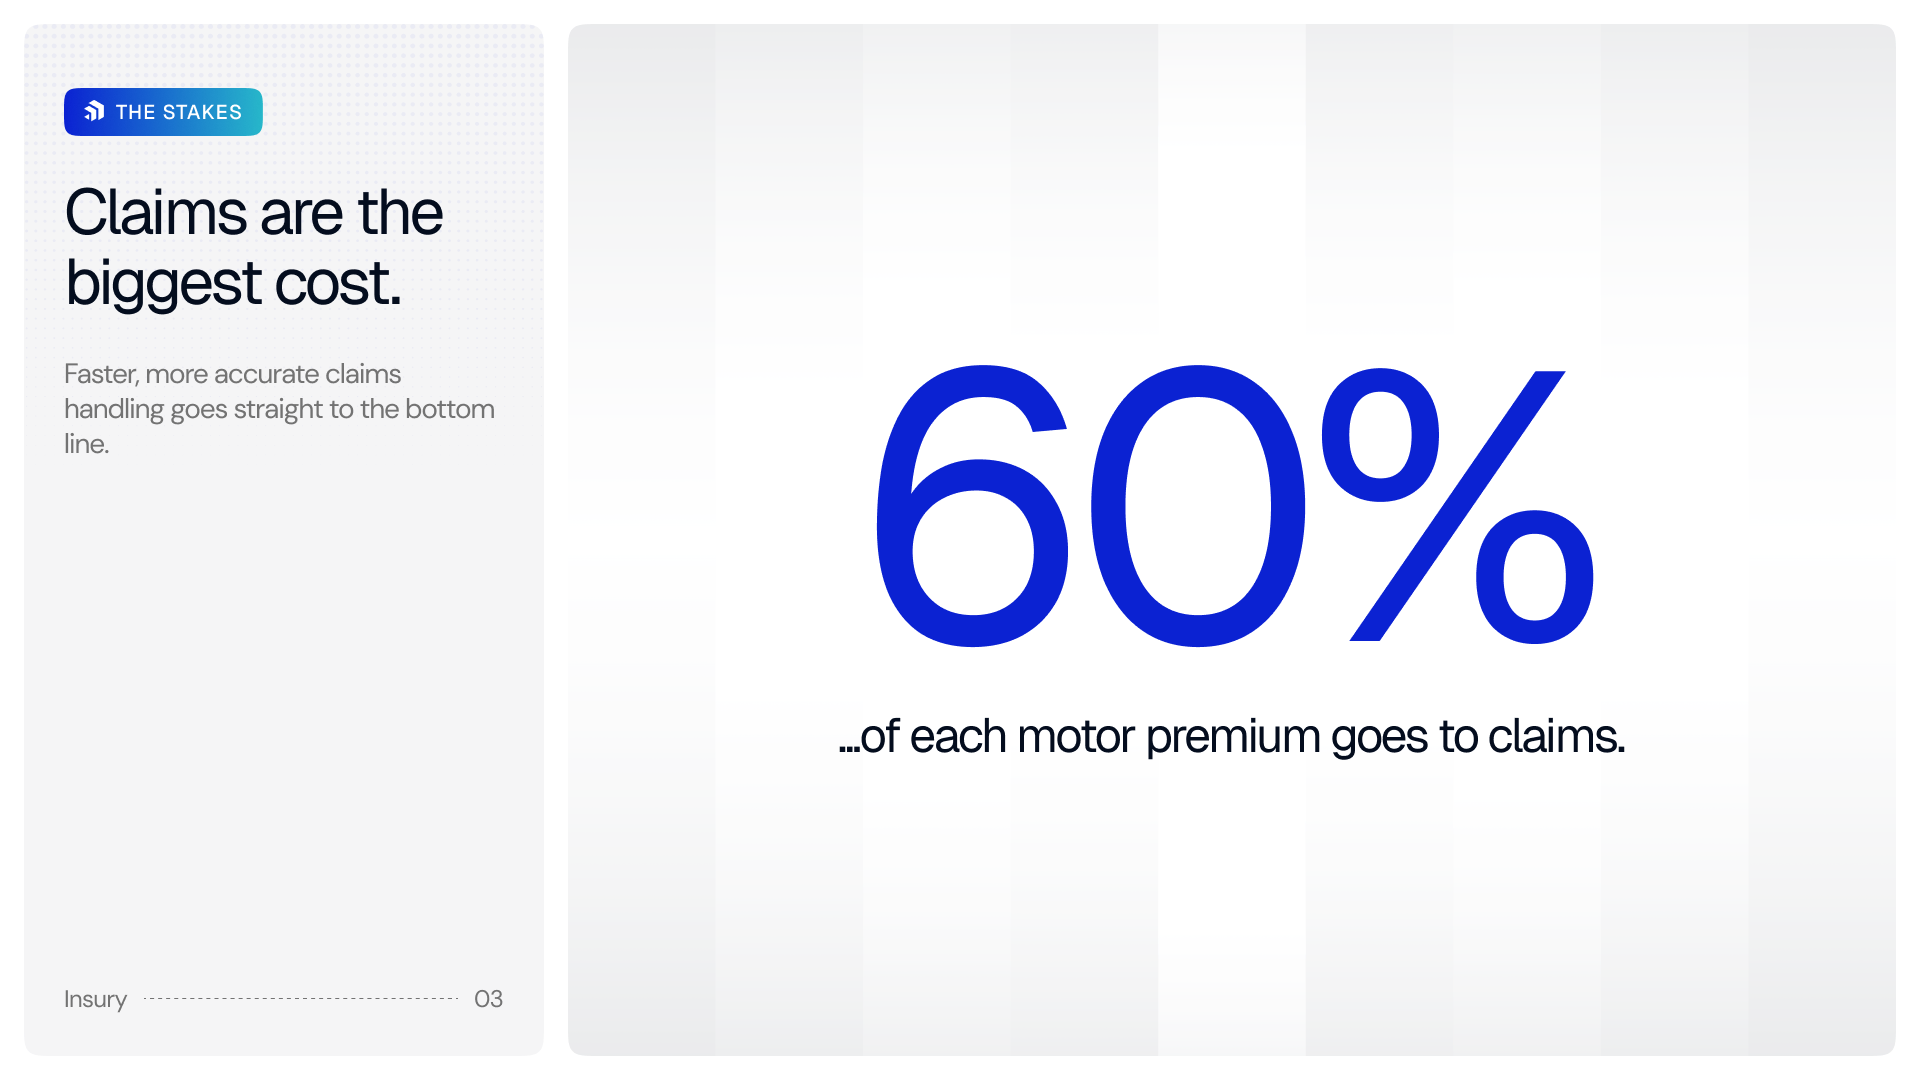 THE STAKES
Claims are the
biggest cost.
Faster, more accurate claims
handling goes straight to the bottom
line.
Insury
03
60%
...of each motor premium goes to claims.